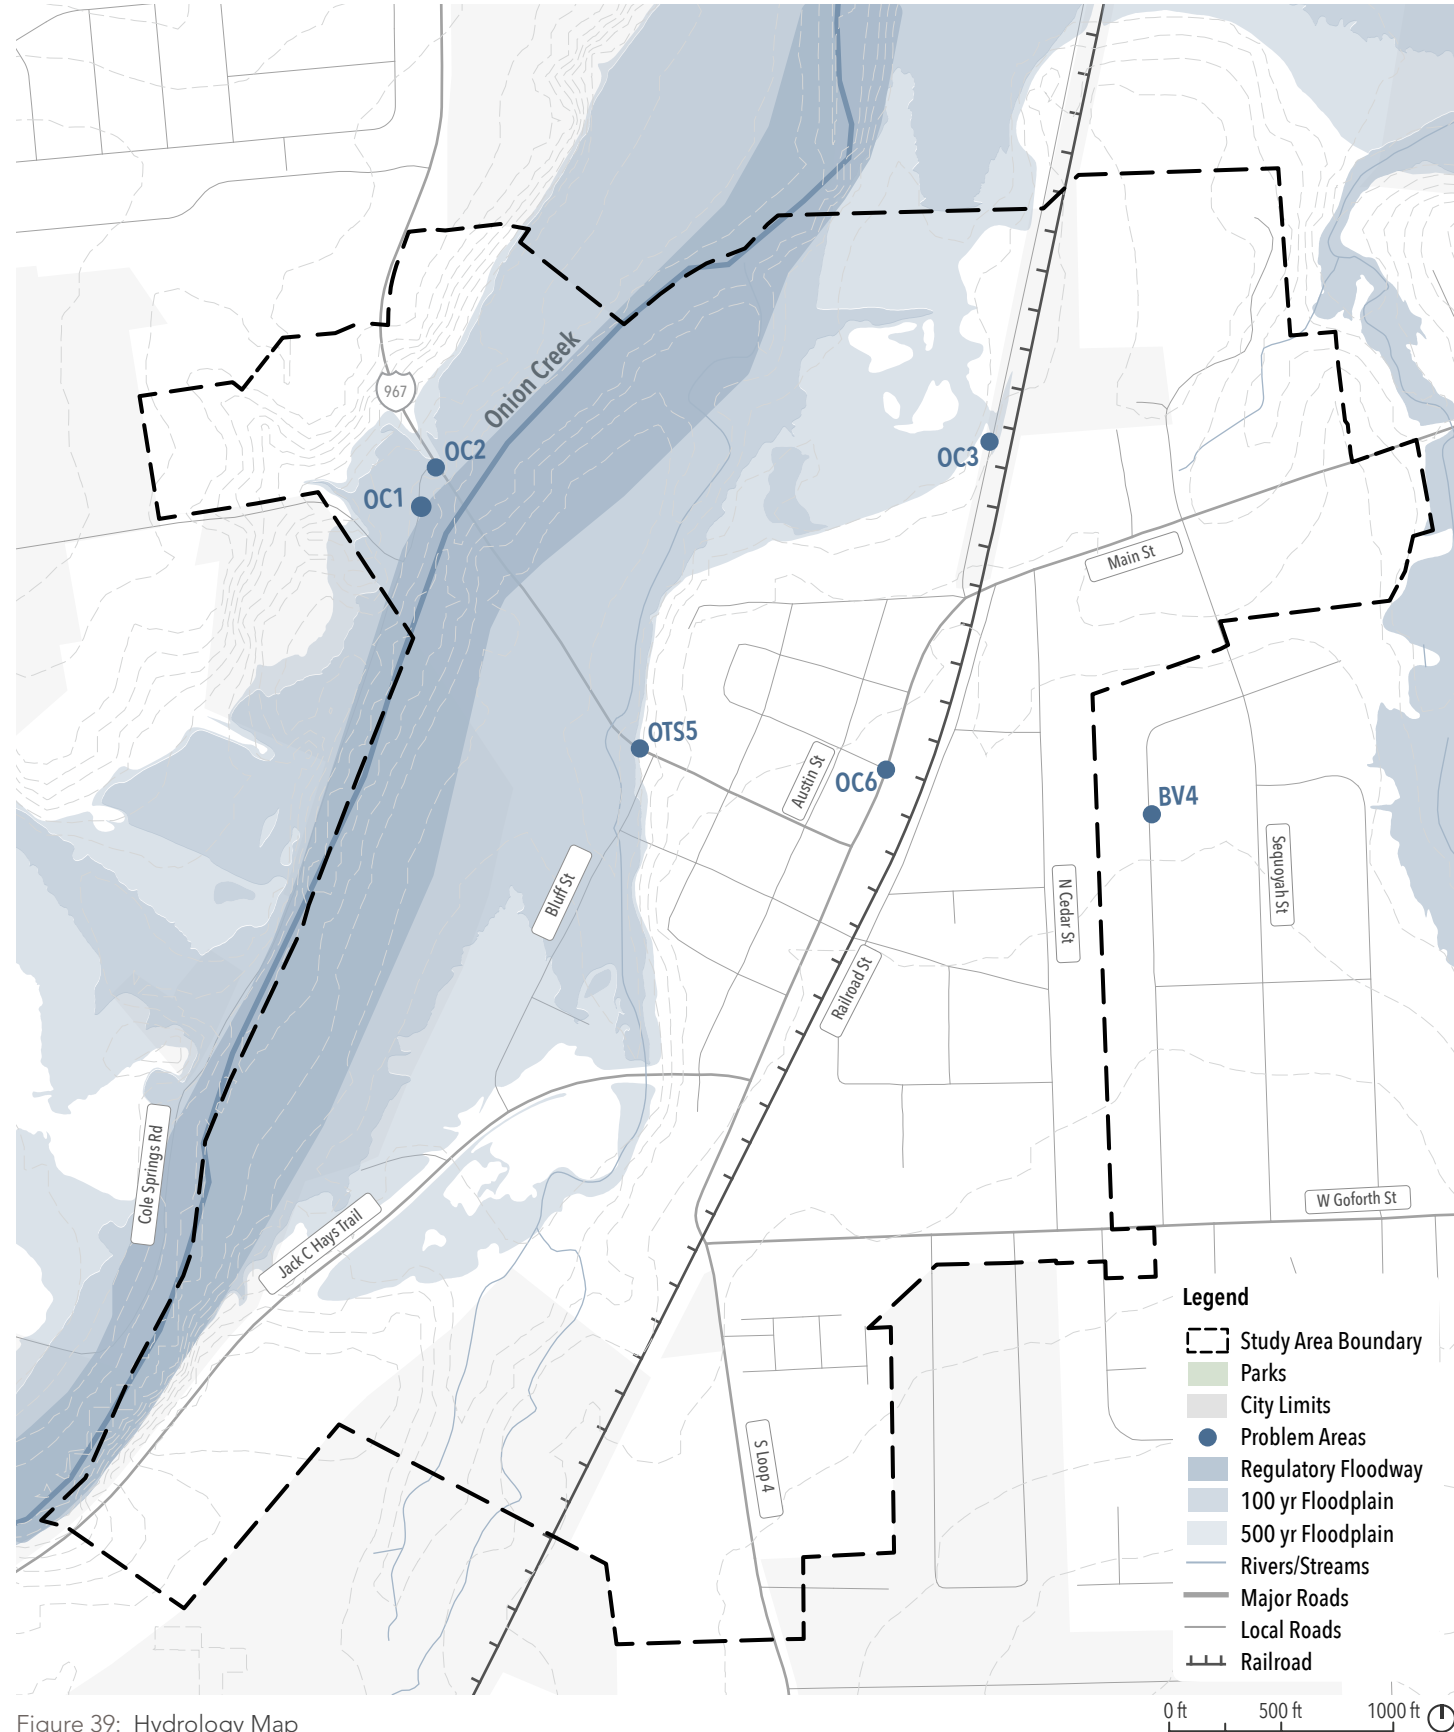 967
Onion Creek
OC2
OC1
OC3
Main St
OTS5
Austin St
OC6
BV4
Bluff St
N Cedar St
Sequoyah St
Railroad St
Cole Springs Rd
Jack C Hays Trail
W Goforth St
S Loop 4
Legend
Study Area Boundary
Parks
City Limits
Problem Areas
Regulatory Floodway
100 yr Floodplain
500 yr Floodplain
Rivers/Streams
Major Roads
Local Roads
Railroad
0 ft 500 ft 1000 ft
Figure 39: Hydrology Map